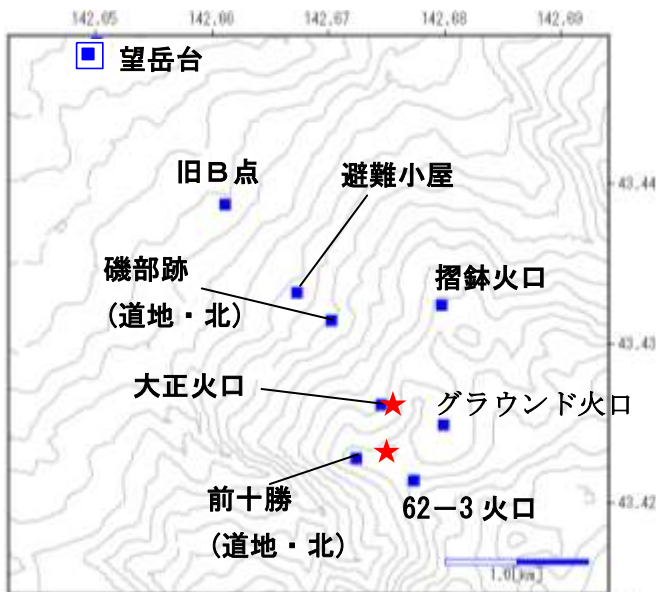 142.65 142.66 142.67 142.68 142.69
望岳台
旧Ｂ点
避難小屋
43.44
磯部跡
(道地・北)
摺鉢火口
43.43
大正火口
グラウンド火口
前十勝
(道地・北)
62－3 火口
43.42
1.0[km]